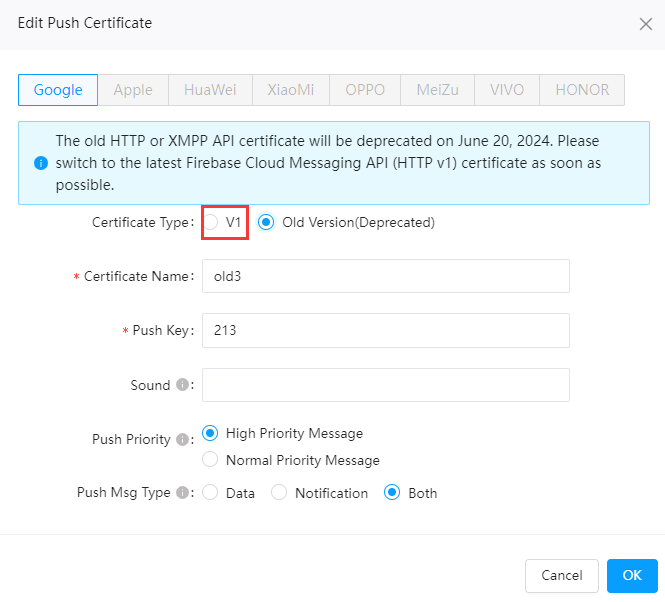 Edit Push Certificate
Google Apple HuaWei XiaoMi OPPO MeiZu VIVO HONOR
The old HTTP or XMPP API certificate will be deprecated on June 20, 2024. Please
switch to the latest Firebase Cloud Messaging API (HTTP v1) certificate as soon as
possible.
Certificate Type: V1 Old Version(Deprecated)
* Certificate Name: old3
* Push Key: 213
Sound :
Push Priority : High Priority Message
Normal Priority Message
Push Msg Type : Data Notification Both
Cancel OK